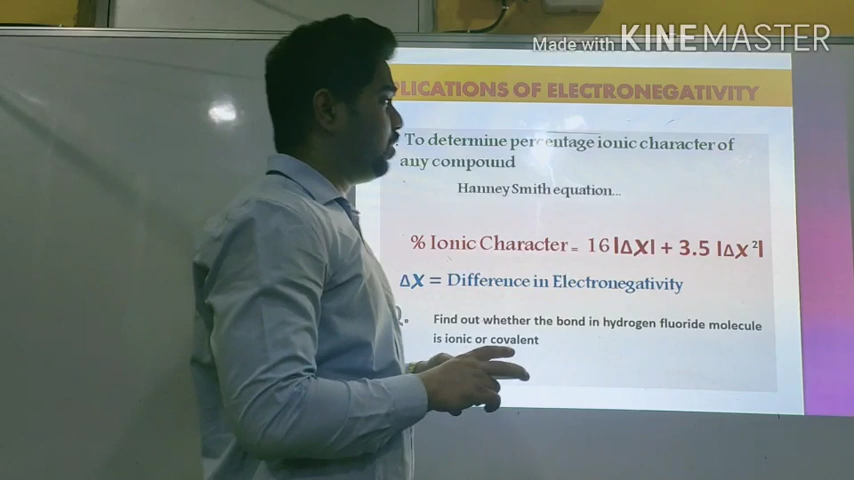 Made with KINEMASTER
PLICATIONS OF ELECTRONEGATIVITY
To determine percentage ionic character of
any compound
Hanney Smith equation...
% Ionic Character = 16 |ΔX| + 3.5 |ΔX²|
ΔX = Difference in Electronegativity
Find out whether the bond in hydrogen fluoride molecule
is ionic or covalent